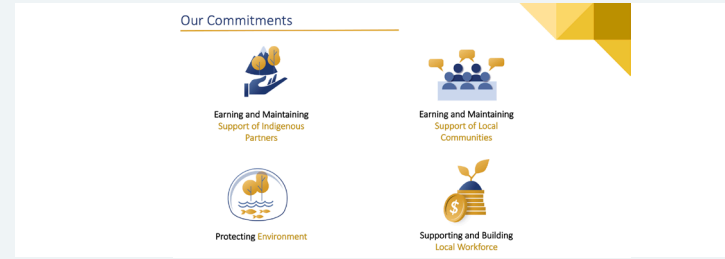 Our Commitments
Earning and Maintaining
Support of Indigenous
Partners
Earning and Maintaining
Support of Local
Communities
Protecting Environment
$
Supporting and Building
Local Workforce